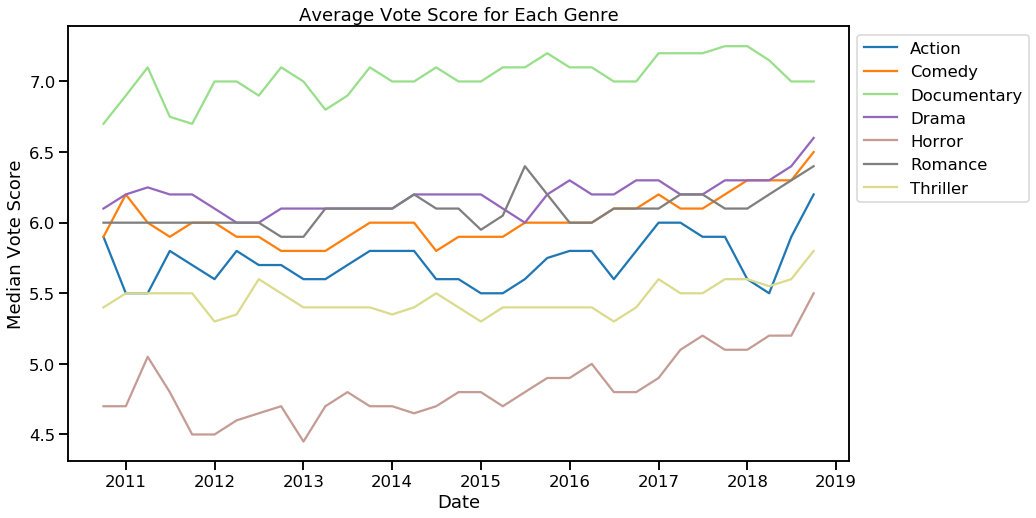 Average Vote Score for Each Genre
Median Vote Score
7.0
6.5
6.0
5.5
5.0
4.5
2011 2012 2013 2014 2015 2016 2017 2018 2019
Date
Action
Comedy
Documentary
Drama
Horror
Romance
Thriller